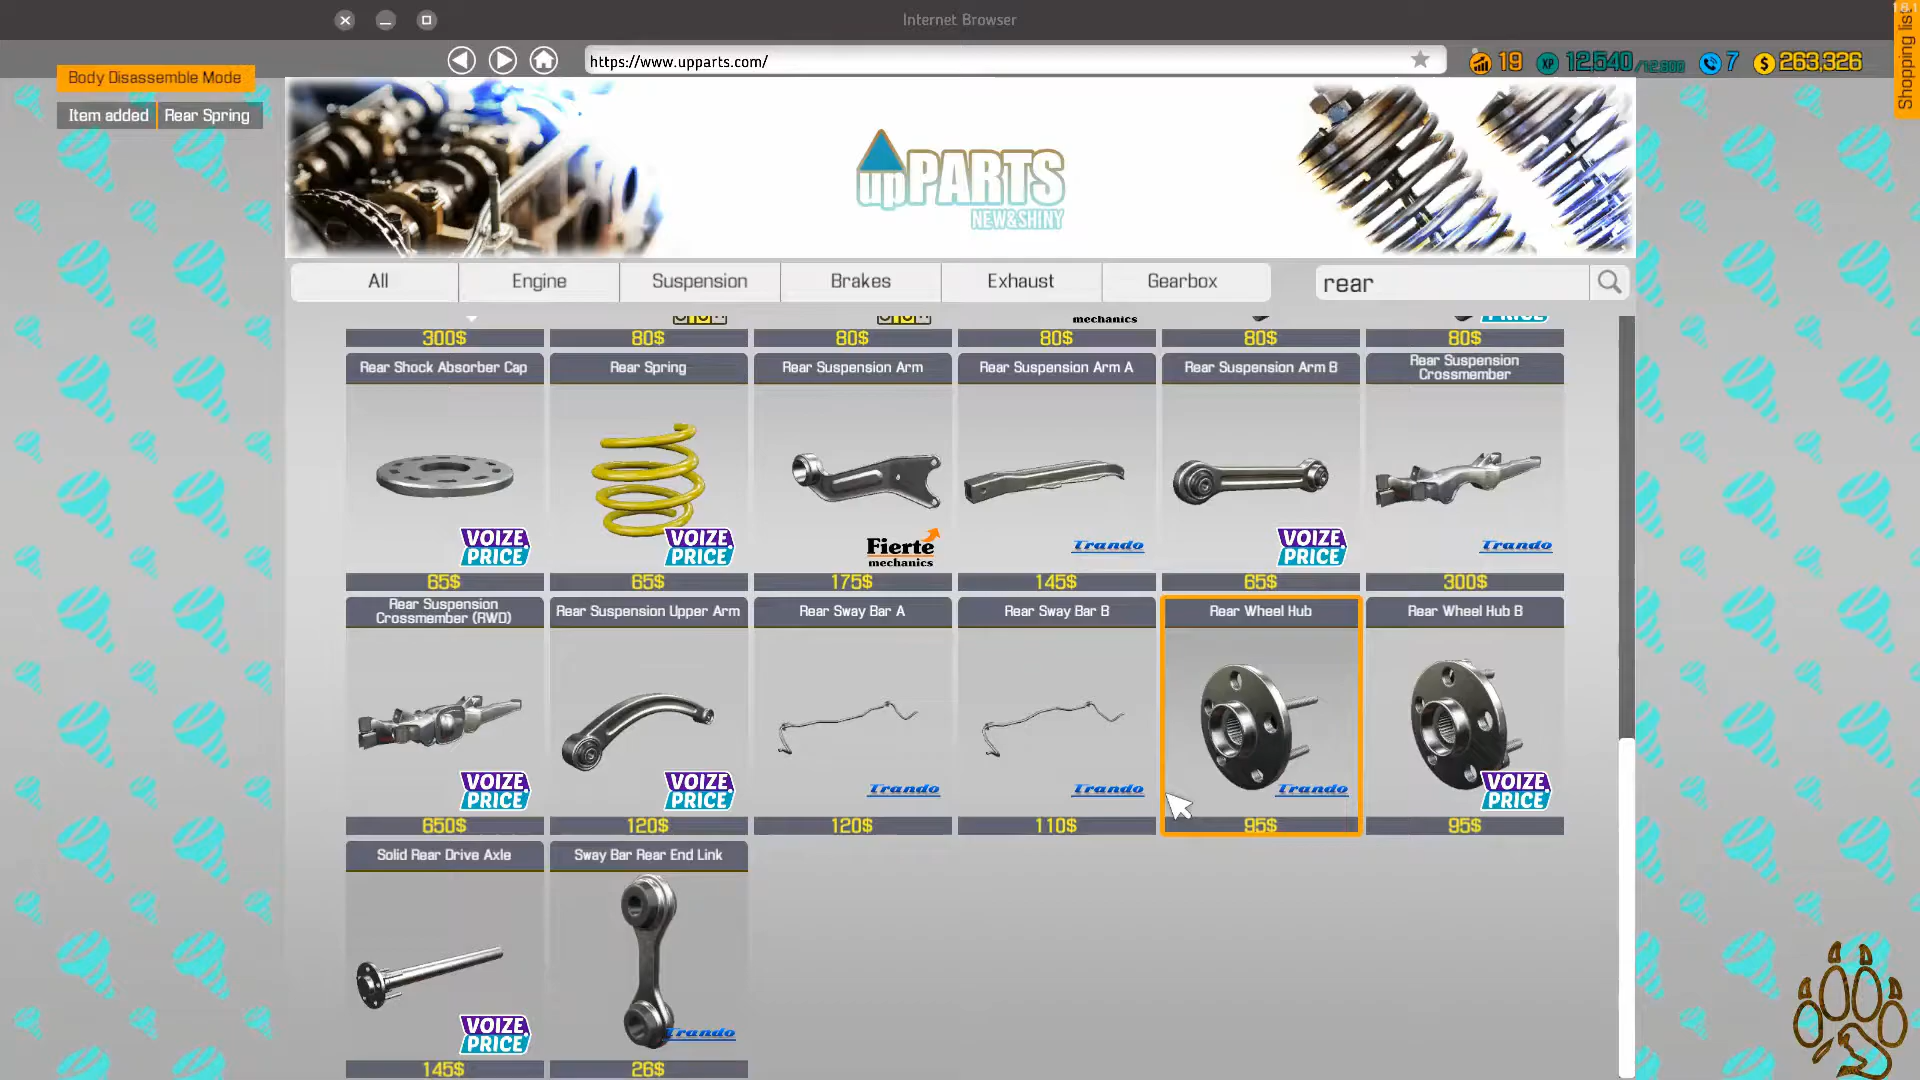 Internet Browser
https://www.upparts.com/
19
XP 12,540/12,800
7
$ 263,326
Shopping list
Body Disassemble Mode
Item added Rear Spring
upPARTS
NEW&SHINY
All
Engine
Suspension
Brakes
Exhaust
Gearbox
rear
mechanics
PRICE
300$
80$
80$
80$
80$
80$
Rear Shock Absorber Cap
Rear Spring
Rear Suspension Arm
Rear Suspension Arm A
Rear Suspension Arm B
Rear Suspension
Crossmember
VOIZE.
PRICE
VOIZE.
PRICE
Fierte
mechanics
Trando
VOIZE.
PRICE
Trando
65$
65$
175$
145$
65$
300$
Rear Suspension
Crossmember (RWD)
Rear Suspension Upper Arm
Rear Sway Bar A
Rear Sway Bar B
Rear Wheel Hub
Rear Wheel Hub B
VOIZE.
PRICE
VOIZE.
PRICE
Trando
Trando
Trando
VOIZE.
PRICE
650$
120$
120$
110$
95$
95$
Solid Rear Drive Axle
Sway Bar Rear End Link
VOIZE.
PRICE
Trando
145$
26$